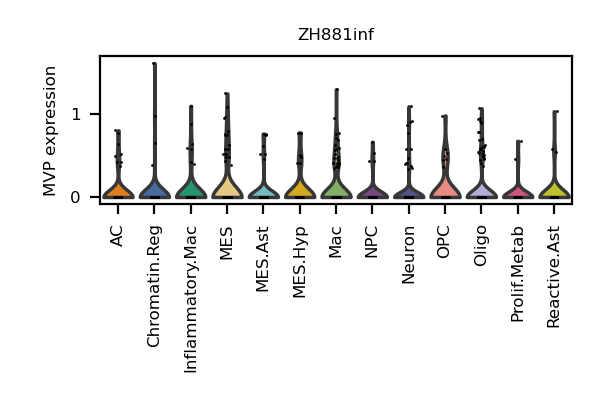 ZH881inf
MVP expression
1
0
AC
Chromatin.Reg
Inflammatory.Mac
MES
MES.Ast
MES.Hyp
Mac
NPC
Neuron
OPC
Oligo
Prolif.Metab
Reactive.Ast